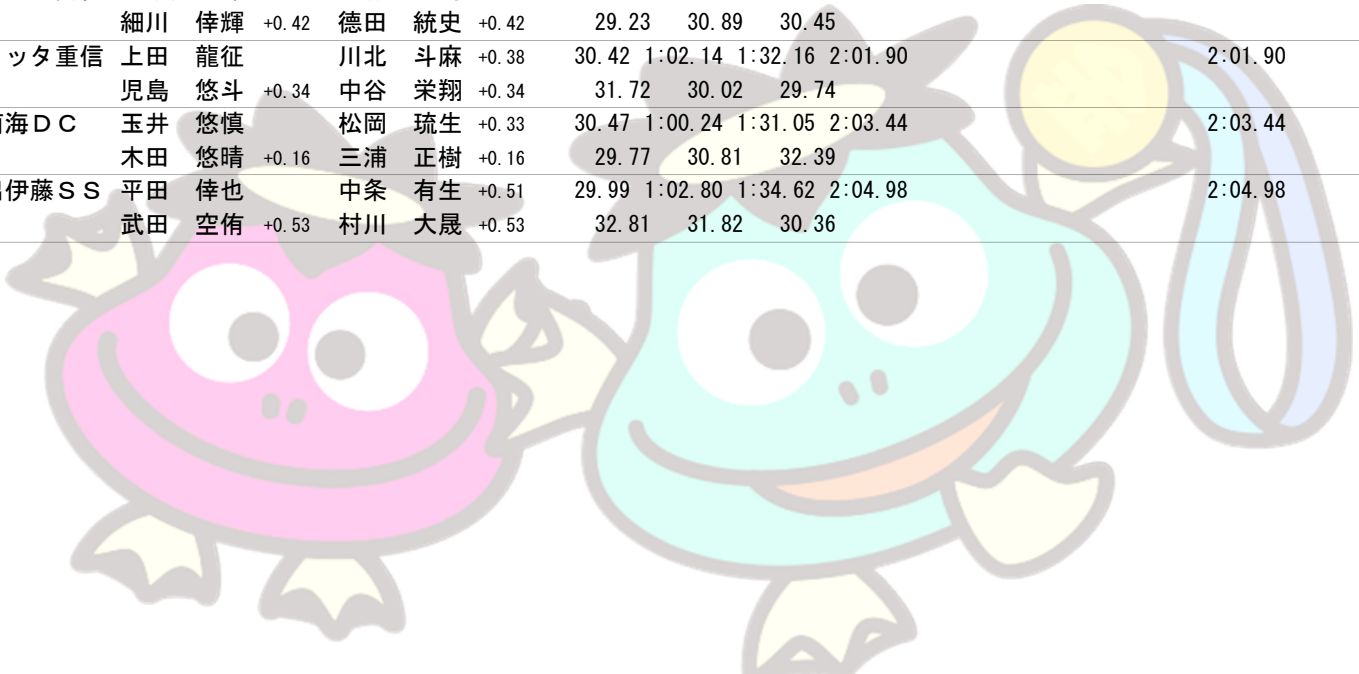 細川 倖輝 +0.42 德田 統史 +0.42 29.23 30.89 30.45
ッタ重信 上田 龍征 川北 斗麻 +0.38 30.42 1:02.14 1:32.16 2:01.90 2:01.90
児島 悠斗 +0.34 中谷 栄翔 +0.34 31.72 30.02 29.74
南海ＤＣ 玉井 悠慎 松岡 琉生 +0.33 30.47 1:00.24 1:31.05 2:03.44 2:03.44
木田 悠晴 +0.16 三浦 正樹 +0.16 29.77 30.81 32.39
伊藤ＳＳ 平田 倖也 中条 有生 +0.51 29.99 1:02.80 1:34.62 2:04.98 2:04.98
武田 空侑 +0.53 村川 大晟 +0.53 32.81 31.82 30.36